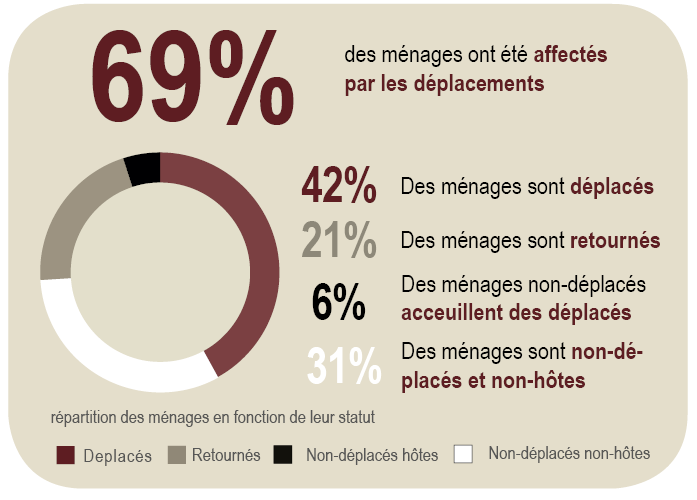 69%
des ménages ont été affectés
par les déplacements
42%
Des ménages sont déplacés
21%
Des ménages sont retournés
6%
Des ménages non-déplacés
acceuillent des déplacés
31%
Des ménages sont non-dé-
placés et non-hôtes
répartition des ménages en fonction de leur statut
Deplacés
Retournés
Non-déplacés hôtes
Non-déplacés non-hôtes